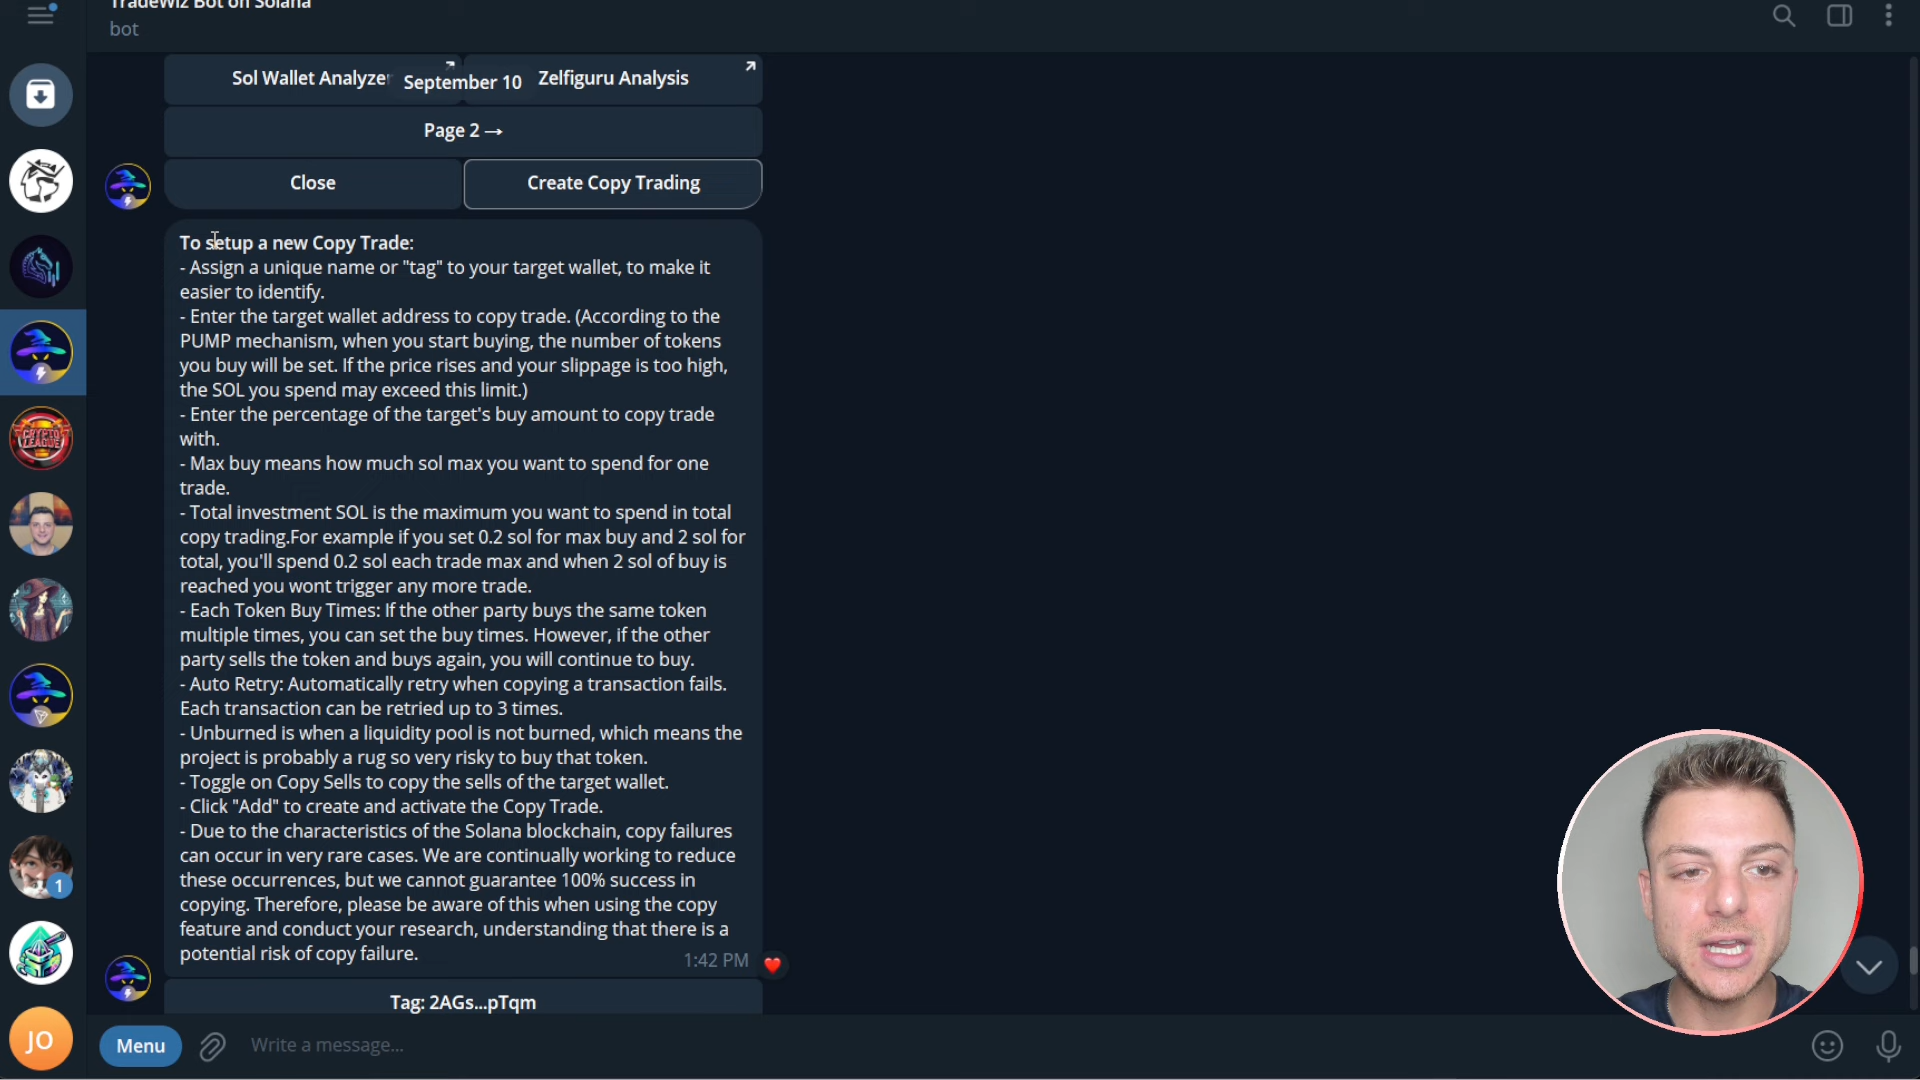 TradeWiz Bot on Solana
bot
Sol Wallet Analyzer
September 10
Zelfiguru Analysis
Page 2 →
Close
Create Copy Trading
To setup a new Copy Trade:
- Assign a unique name or "tag" to your target wallet, to make it
easier to identify.
- Enter the target wallet address to copy trade. (According to the
PUMP mechanism, when you start buying, the number of tokens
you buy will be set. If the price rises and your slippage is too high,
the SOL you spend may exceed this limit.)
- Enter the percentage of the target's buy amount to copy trade
with.
- Max buy means how much sol max you want to spend for one
trade.
- Total investment SOL is the maximum you want to spend in total
copy trading.For example if you set 0.2 sol for max buy and 2 sol for
total, you'll spend 0.2 sol each trade max and when 2 sol of buy is
reached you wont trigger any more trade.
- Each Token Buy Times: If the other party buys the same token
multiple times, you can set the buy times. However, if the other
party sells the token and buys again, you will continue to buy.
- Auto Retry: Automatically retry when copying a transaction fails.
Each transaction can be retried up to 3 times.
- Unburned is when a liquidity pool is not burned, which means the
project is probably a rug so very risky to buy that token.
- Toggle on Copy Sells to copy the sells of the target wallet.
- Click "Add" to create and activate the Copy Trade.
- Due to the characteristics of the Solana blockchain, copy failures
can occur in very rare cases. We are continually working to reduce
these occurrences, but we cannot guarantee 100% success in
copying. Therefore, please be aware of this when using the copy
feature and conduct your research, understanding that there is a
potential risk of copy failure.
1:42 PM
Tag: 2AGs...pTqm
Menu
Write a message...
CRYPTO
LEAGUE
1
JO